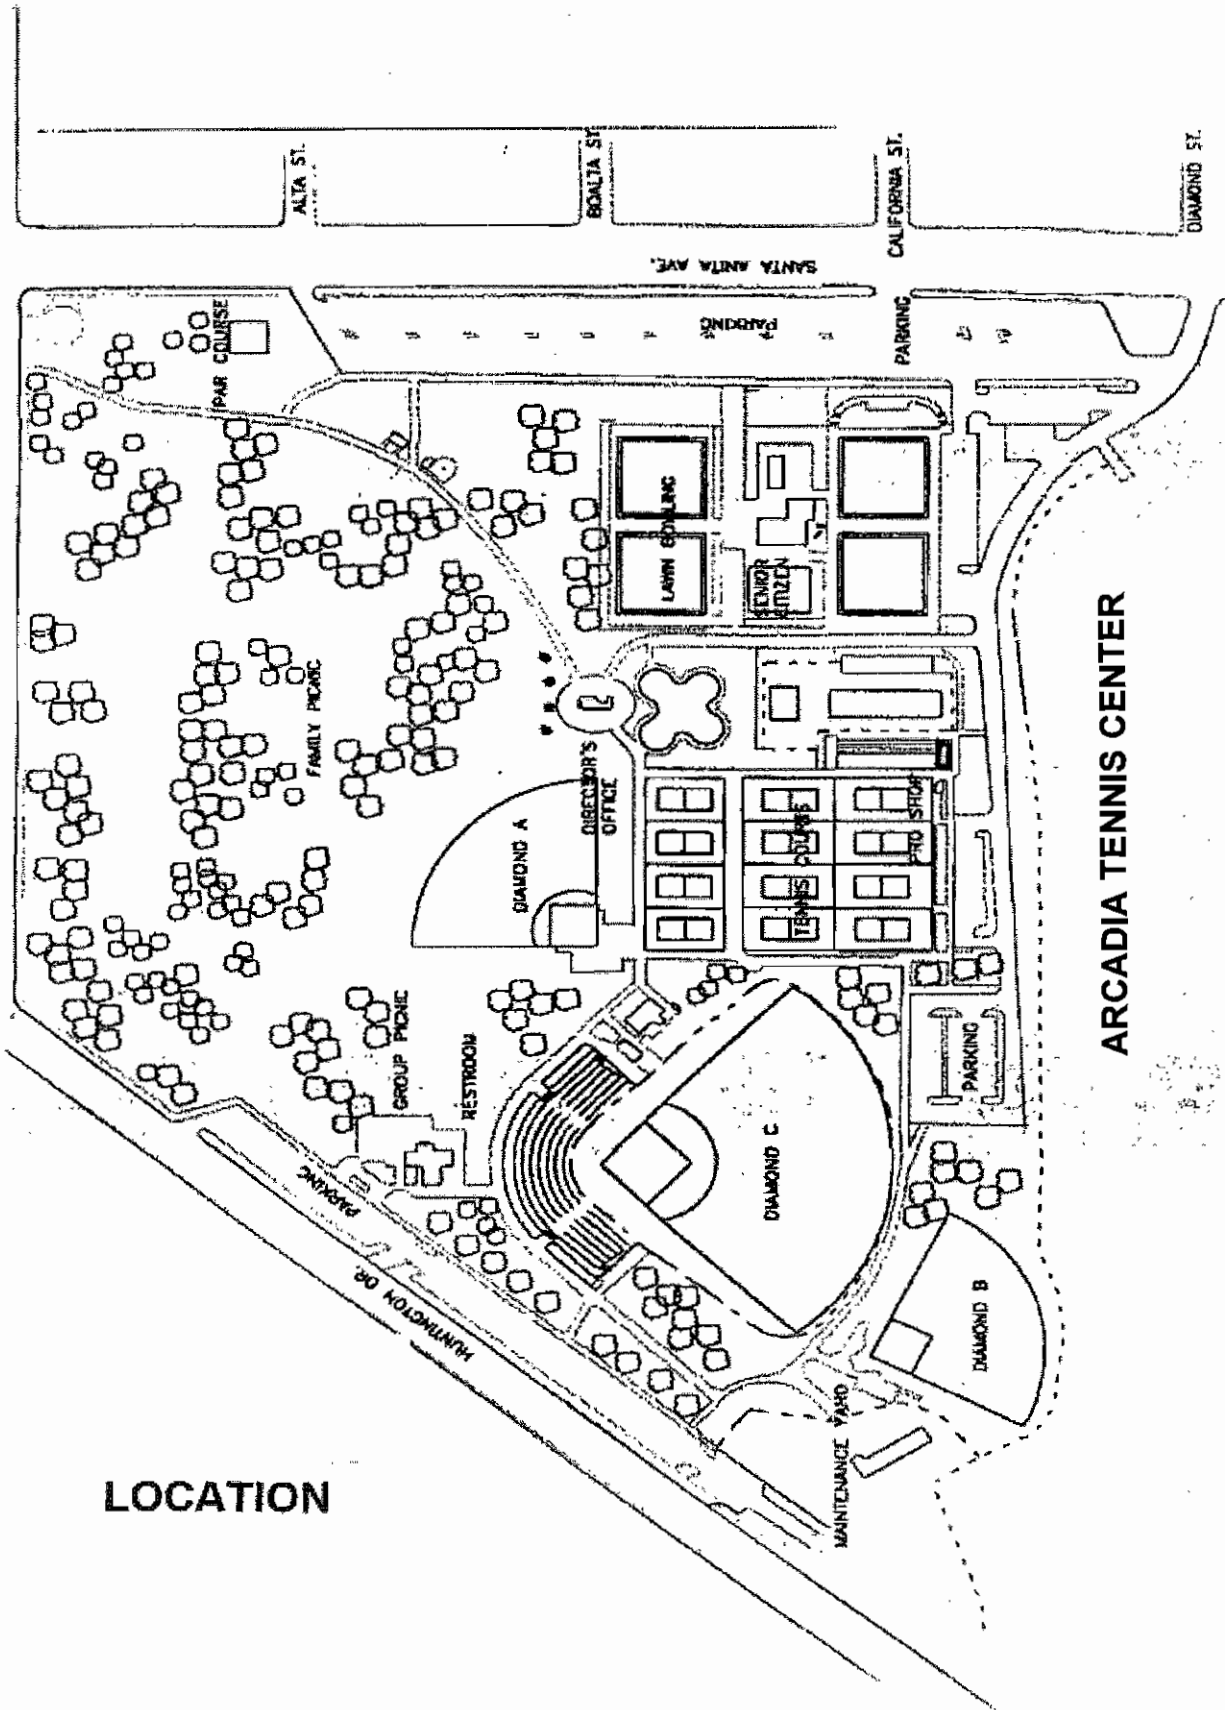 ALTA ST.
BOALTA ST
CALIFORNIA ST.
DIAMOND ST.
SANTA ANITA AVE.
PARKING
PARKING
PAR COURSE
LAWN BOWLING
SENIOR
CITIZEN
FAMILY PICNIC
DIRECTOR'S
OFFICE
DIAMOND A
TENNIS COURTS
PRO SHOP
GROUP PICNIC
RESTROOM
PARKING
PARKING
HUNTINGTON DR.
DIAMOND C
DIAMOND B
MAINTENANCE YARD
LOCATION
ARCADIA TENNIS CENTER